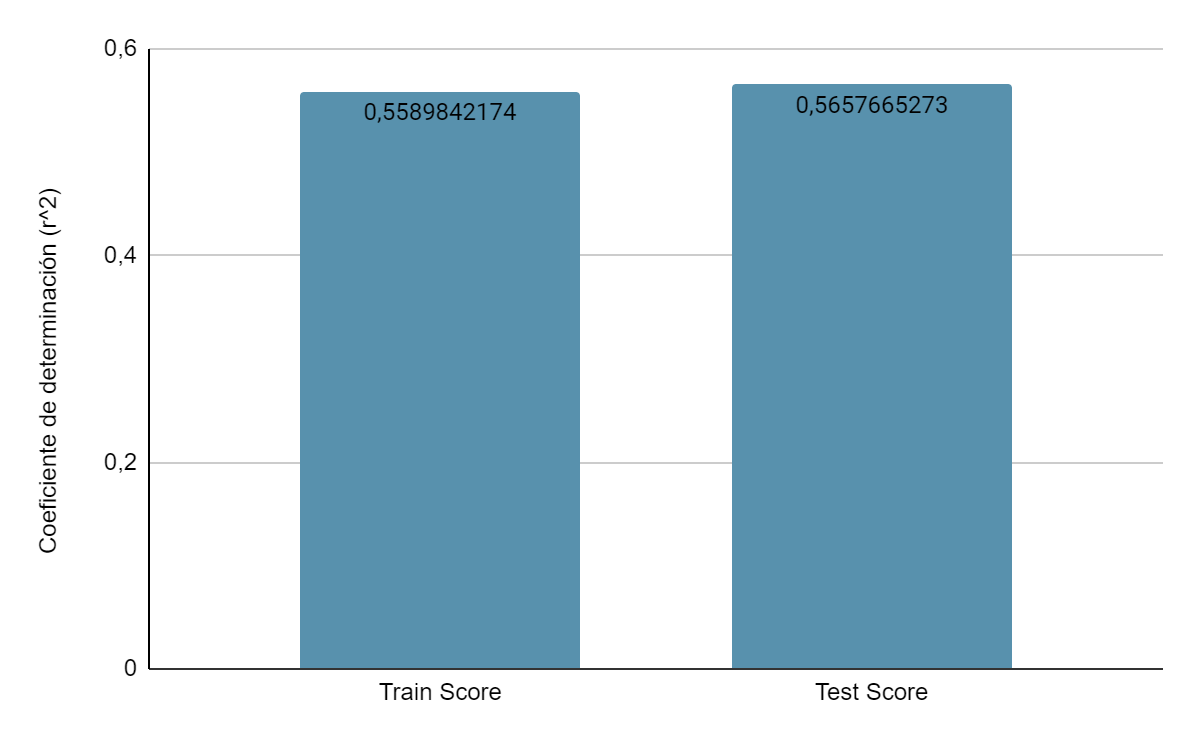 Coeficiente de determinación (r^2)
0,6
0,4
0,2
0
0,5589842174
0,5657665273
Train Score
Test Score